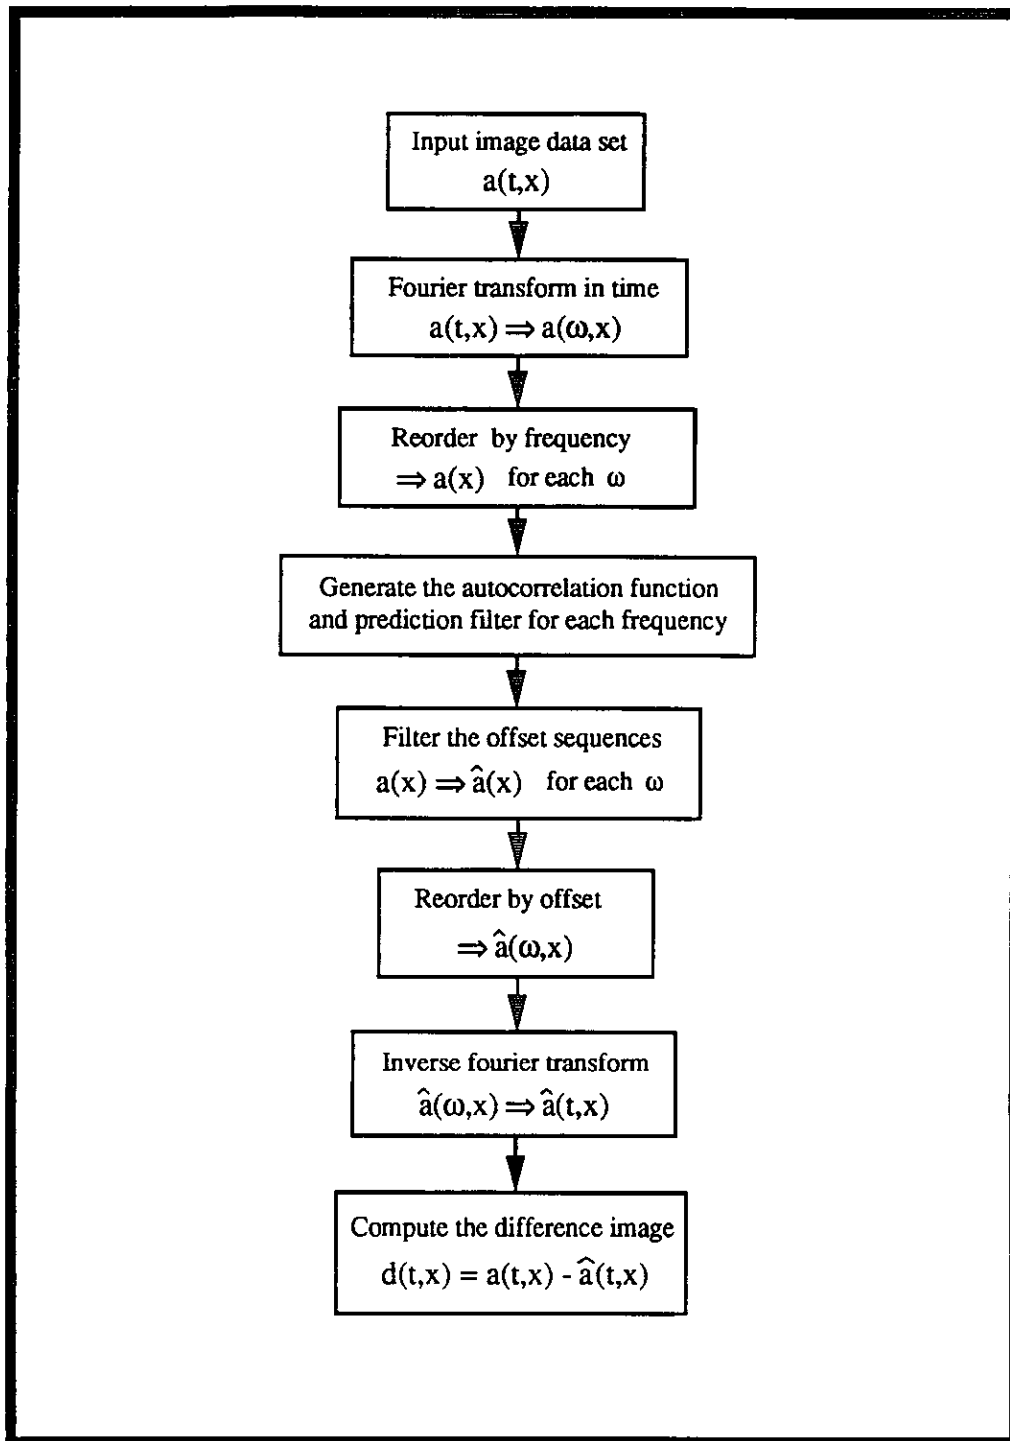 Input image data set
a(t,x)
Fourier transform in time
a(t,x) ⇒ a(ω,x)
Reorder by frequency
⇒ a(x) for each ω
Generate the autocorrelation function
and prediction filter for each frequency
Filter the offset sequences
a(x) ⇒ â(x) for each ω
Reorder by offset
⇒ â(ω,x)
Inverse fourier transform
â(ω,x) ⇒ â(t,x)
Compute the difference image
d(t,x) = a(t,x) - â(t,x)